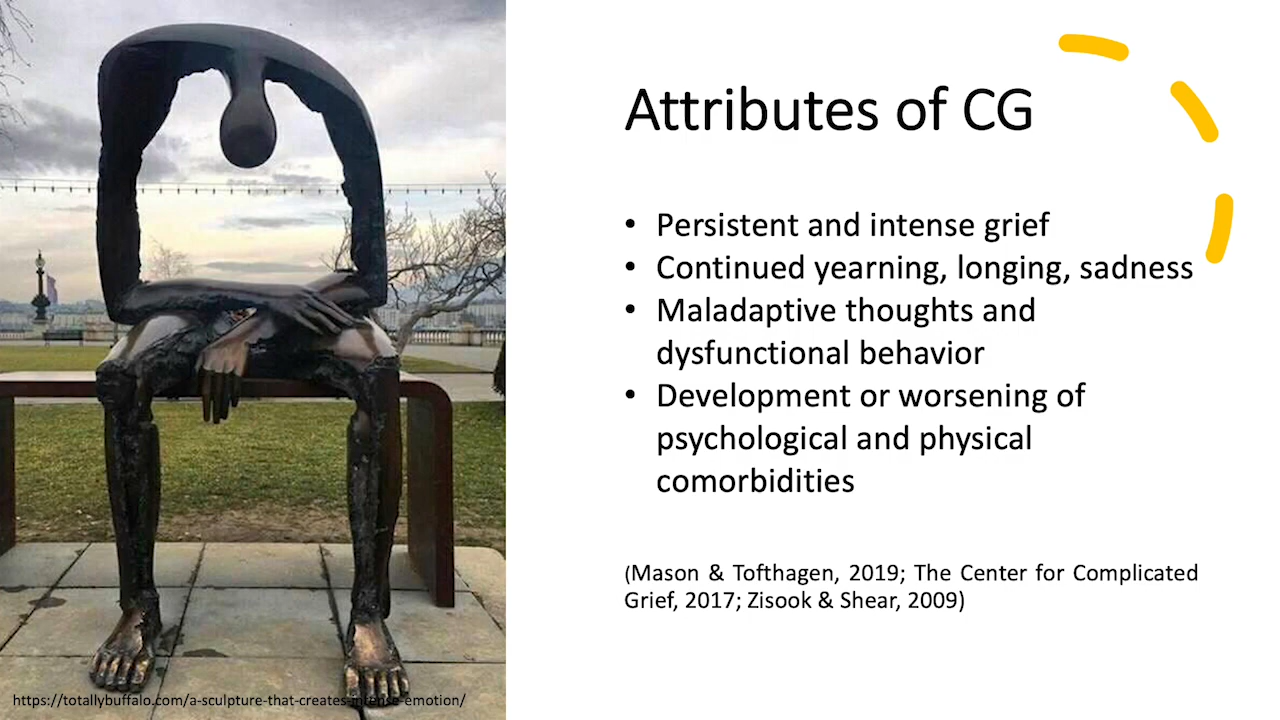 Attributes of CG
• Persistent and intense grief
• Continued yearning, longing, sadness
• Maladaptive thoughts and
dysfunctional behavior
• Development or worsening of
psychological and physical
comorbidities
(Mason & Tofthagen, 2019; The Center for Complicated
Grief, 2017; Zisook & Shear, 2009)
https://totallybuffalo.com/a-sculpture-that-creates-intense-emotion/